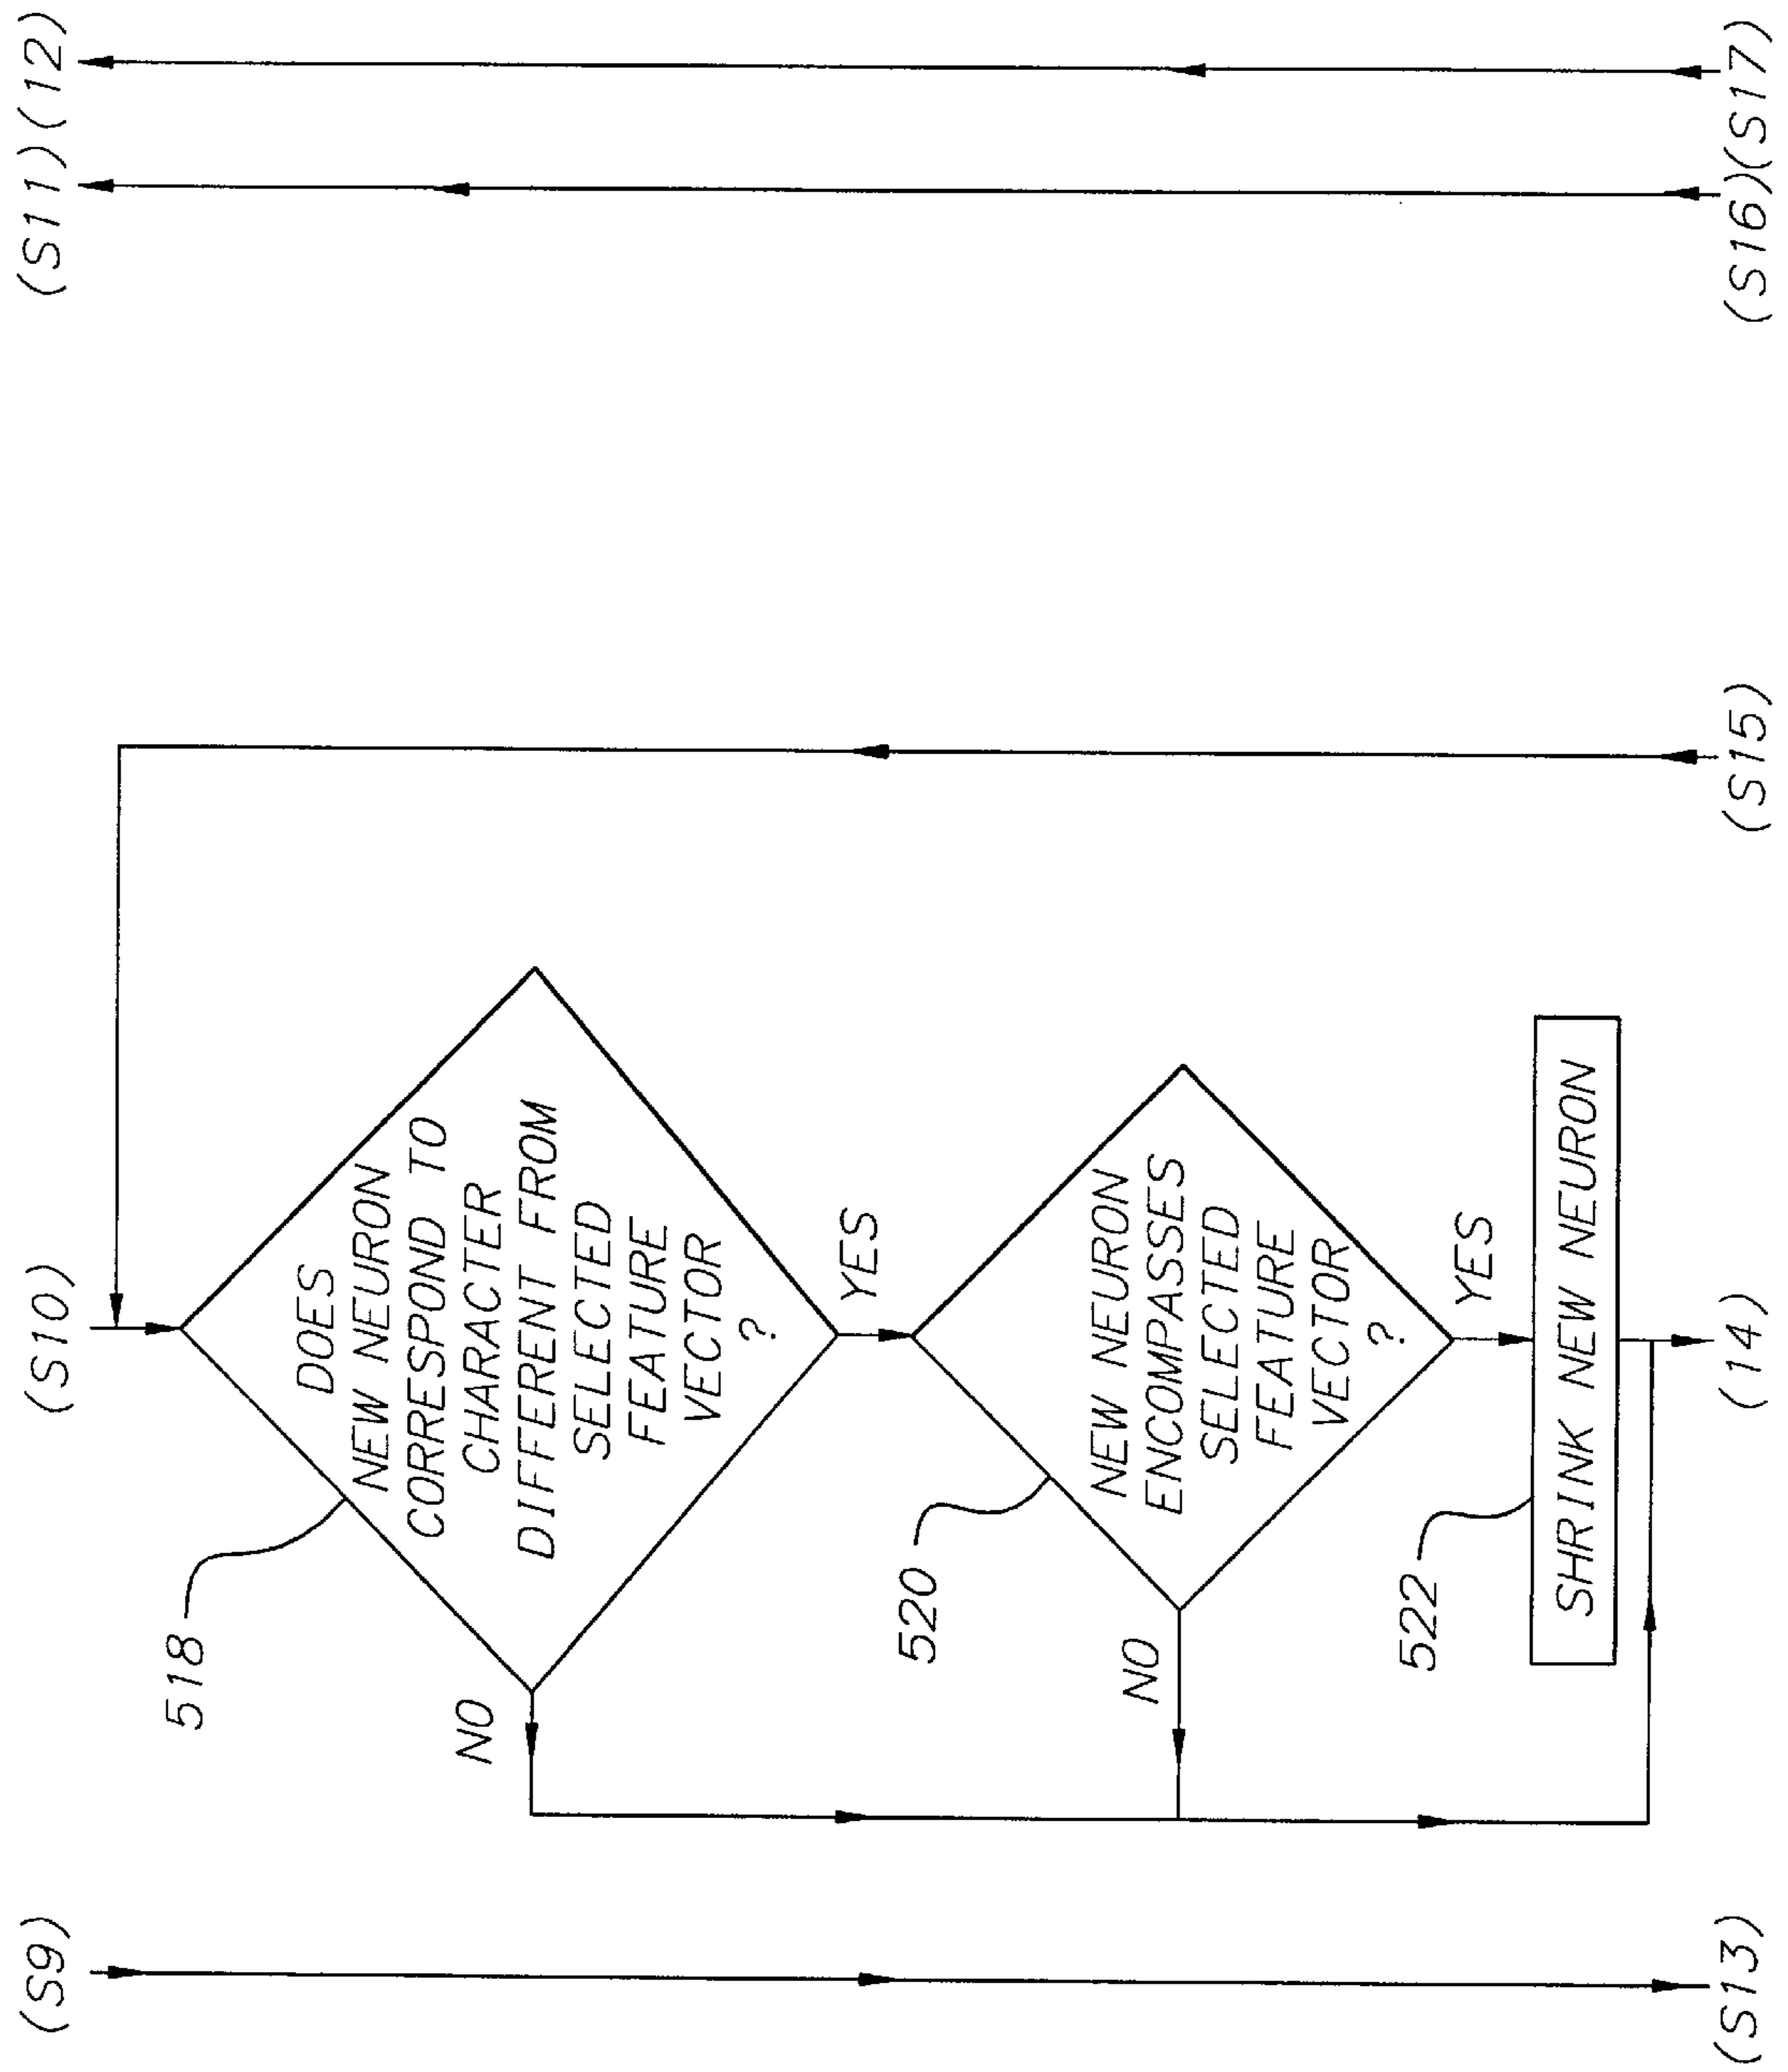 (S9)
(S10)
(S11)(12)
518
DOES
NEW NEURON
CORRESPOND TO
CHARACTER
DIFFERENT FROM
SELECTED
FEATURE
VECTOR
?
NO
YES
520
NEW NEURON
ENCOMPASSES
SELECTED
FEATURE
VECTOR
?
NO
YES
522
SHRINK NEW NEURON
(S13)
(14)
(S15)
(S16)(S17)